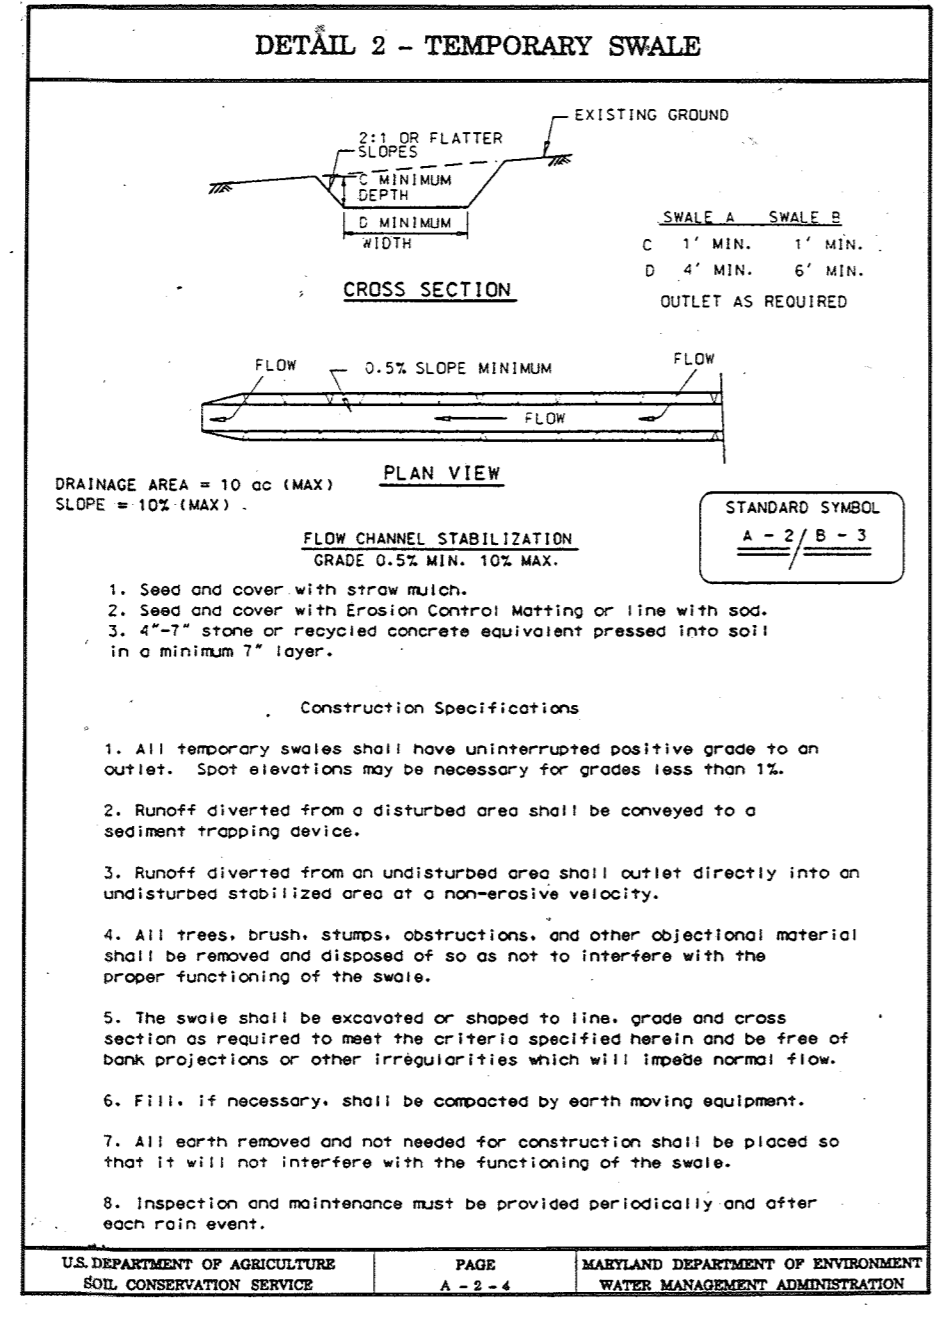 DETAIL 2 - TEMPORARY SWALE
EXISTING GROUND
2:1 OR FLATTER
SLOPES
C MINIMUM
DEPTH
D MINIMUM
WIDTH
CROSS SECTION
SWALE A SWALE B
C 1' MIN. 1' MIN.
D 4' MIN. 6' MIN.
OUTLET AS REQUIRED
FLOW
0.5% SLOPE MINIMUM
FLOW
FLOW
PLAN VIEW
DRAINAGE AREA = 10 ac (MAX)
SLOPE = 10% (MAX)
STANDARD SYMBOL
A - 2 / B - 3
FLOW CHANNEL STABILIZATION
GRADE 0.5% MIN. 10% MAX.
1. Seed and cover with straw mulch.
2. Seed and cover with Erosion Control Matting or line with sod.
3. 4"-7" stone or recycled concrete equivalent pressed into soil
in a minimum 7" layer.
Construction Specifications
1. All temporary swales shall have uninterrupted positive grade to an
outlet. Spot elevations may be necessary for grades less than 1%.
2. Runoff diverted from a disturbed area shall be conveyed to a
sediment trapping device.
3. Runoff diverted from an undisturbed area shall outlet directly into an
undisturbed stabilized area at a non-erosive velocity.
4. All trees, brush, stumps, obstructions, and other objectional material
shall be removed and disposed of so as not to interfere with the
proper functioning of the swale.
5. The swale shall be excavated or shaped to line, grade and cross
section as required to meet the criteria specified herein and be free of
bank projections or other irregularities which will impede normal flow.
6. Fill, if necessary, shall be compacted by earth moving equipment.
7. All earth removed and not needed for construction shall be placed so
that it will not interfere with the functioning of the swale.
8. Inspection and maintenance must be provided periodically and after
each rain event.
U.S. DEPARTMENT OF AGRICULTURE
SOIL CONSERVATION SERVICE
PAGE
A - 2 - 4
MARYLAND DEPARTMENT OF ENVIRONMENT
WATER MANAGEMENT ADMINISTRATION